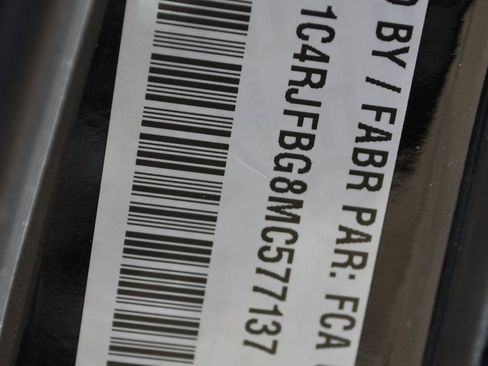 D BY / FABR PAR: FCA
1C4RJFBG8MC577137